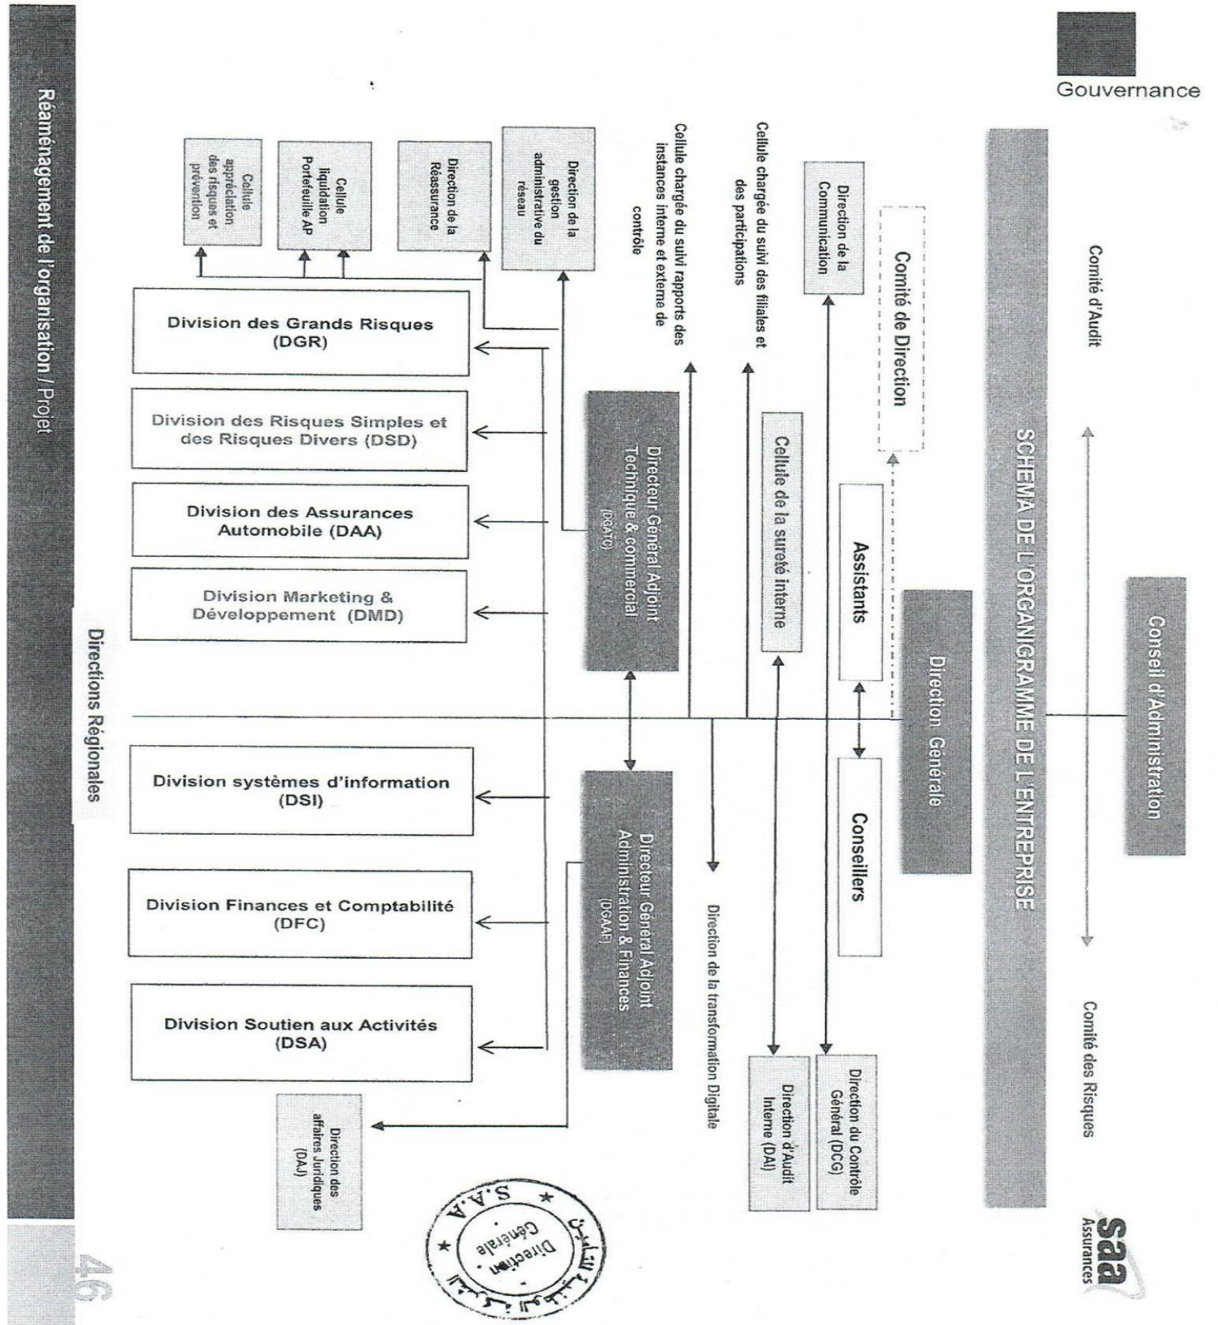 Gouvernance
saa
Assurances
Conseil d'Administration
Comité d'Audit
Comité des Risques
SCHEMA DE L'ORGANIGRAMME DE L'ENTREPRISE
Direction Générale
Comité de Direction
Assistants
Conseillers
Direction de la
Communication
Direction du Contrôle
Général (DCG)
Cellule de la sureté interne
Direction d'Audit
Interne (DAI)
Cellule chargée du suivi des filiales et
des participations
Direction de la transformation Digitale
Cellule chargée du suivi rapports des
instances interne et externe de
contrôle
Directeur Général Adjoint
Technique & commercial
(DGATC)
Directeur Général Adjoint
Administration & Finances
(DGAAF)
Direction de la
gestion
administrative du
réseau
Direction de la
Réassurance
Cellule
liquidation
Portefeuille AP
Cellule
appréciation
des risques et
prévention
Division des Grands Risques
(DGR)
Division des Risques Simples et
des Risques Divers (DSD)
Division des Assurances
Automobile (DAA)
Division Marketing &
Développement (DMD)
Division systèmes d'information
(DSI)
Division Finances et Comptabilité
(DFC)
Division Soutien aux Activités
(DSA)
Direction des
affaires Juridiques
(DAJ)
Directions Régionales
الشركة الوطنية للتأمين
S.A.A
Direction
Générale
Réaménagement de l'organisation / Projet
46